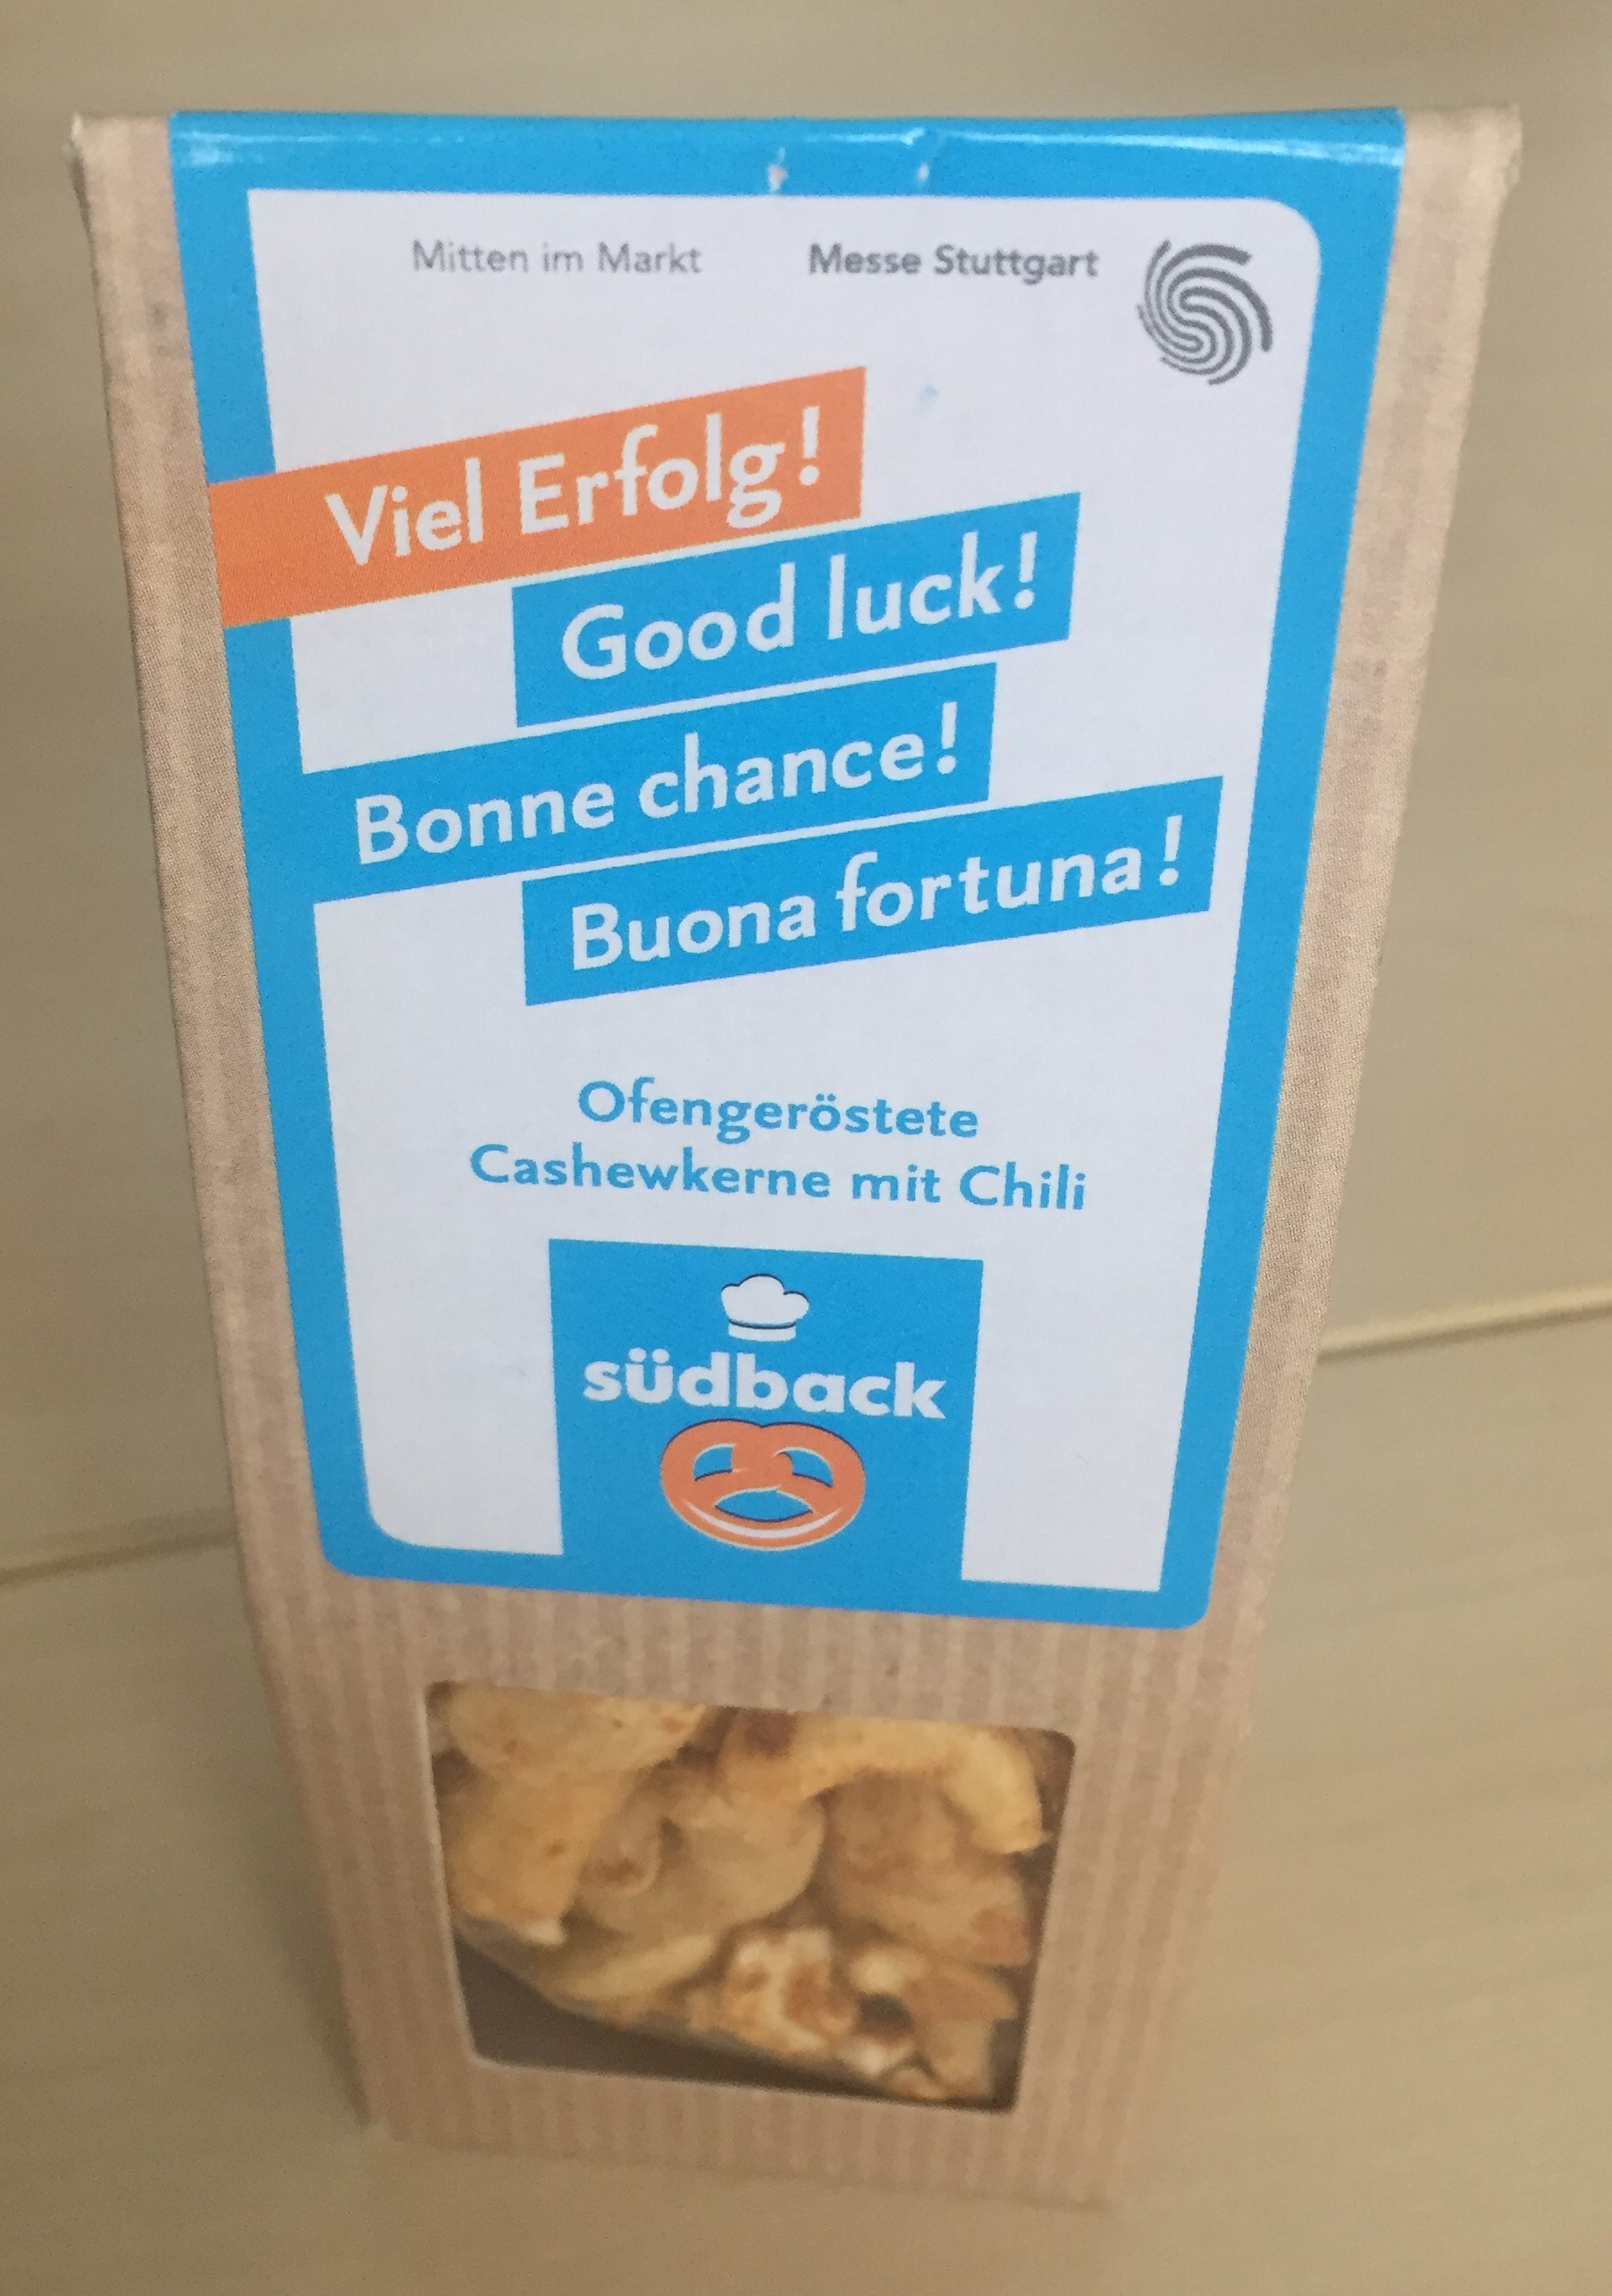 Mitten im Markt Messe Stuttgart
Viel Erfolg!
Good luck!
Bonne chance!
Buona fortuna!
Ofengeröstete
Cashewkerne mit Chili
südback